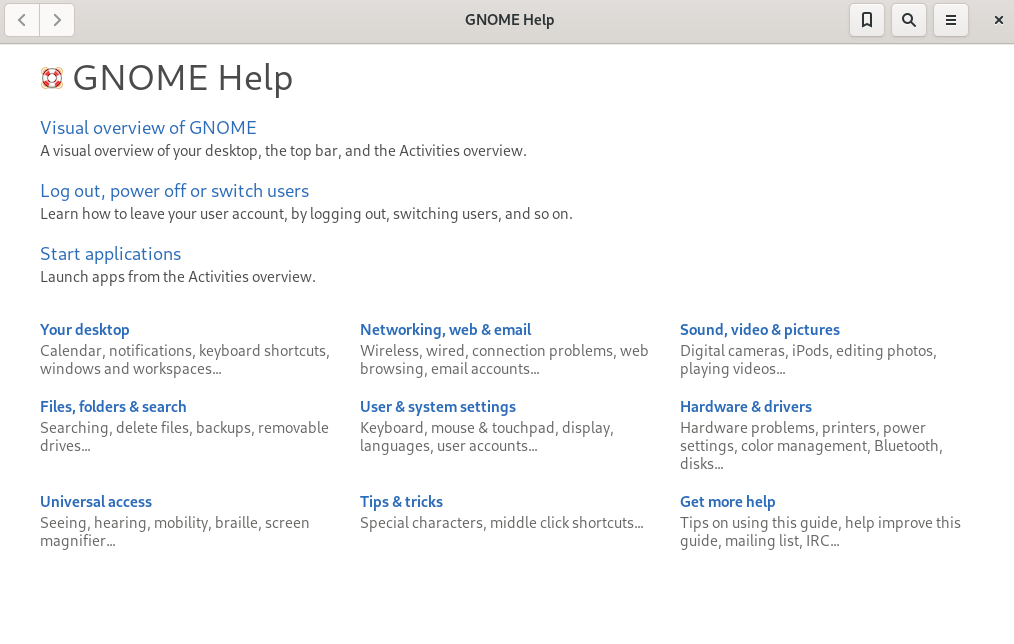 GNOME Help
GNOME Help
Visual overview of GNOME
A visual overview of your desktop, the top bar, and the Activities overview.
Log out, power off or switch users
Learn how to leave your user account, by logging out, switching users, and so on.
Start applications
Launch apps from the Activities overview.
Your desktop
Calendar, notifications, keyboard shortcuts,
windows and workspaces…
Networking, web & email
Wireless, wired, connection problems, web
browsing, email accounts…
Sound, video & pictures
Digital cameras, iPods, editing photos,
playing videos…
Files, folders & search
Searching, delete files, backups, removable
drives…
User & system settings
Keyboard, mouse & touchpad, display,
languages, user accounts…
Hardware & drivers
Hardware problems, printers, power
settings, color management, Bluetooth,
disks…
Universal access
Seeing, hearing, mobility, braille, screen
magnifier…
Tips & tricks
Special characters, middle click shortcuts…
Get more help
Tips on using this guide, help improve this
guide, mailing list, IRC…